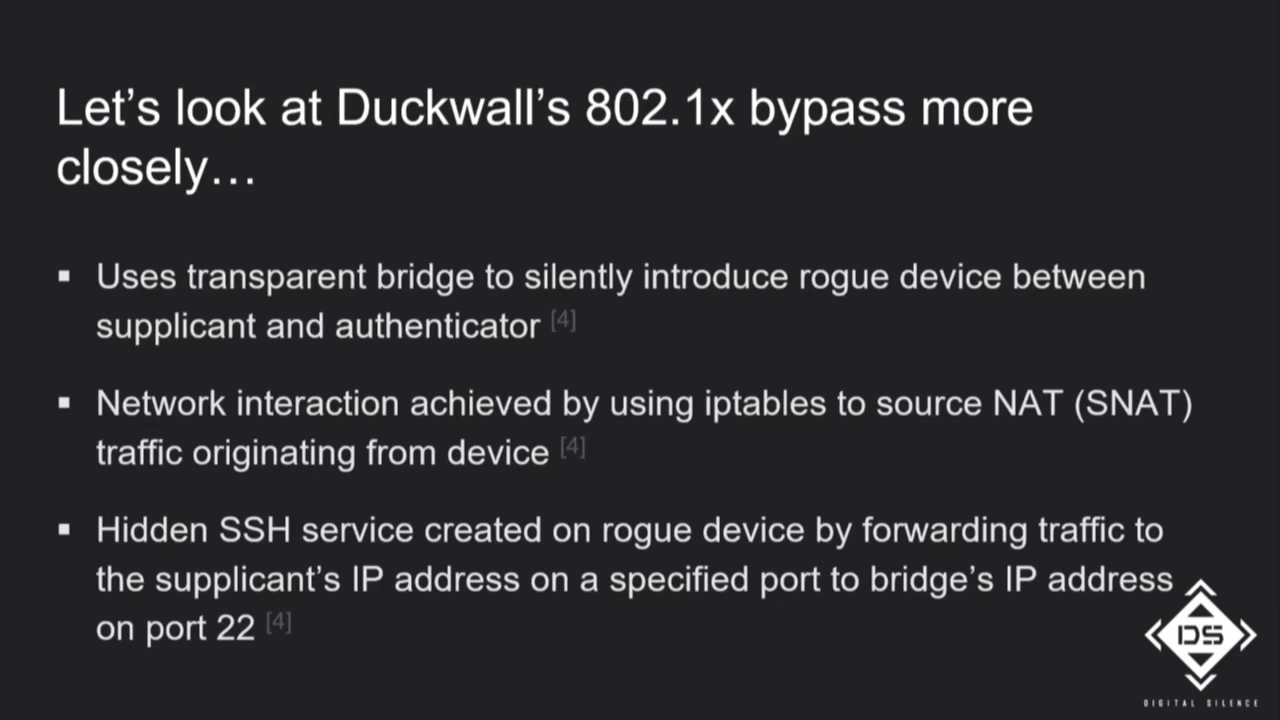 Let’s look at Duckwall’s 802.1x bypass more
closely…
▪ Uses transparent bridge to silently introduce rogue device between
supplicant and authenticator [4]
▪ Network interaction achieved by using iptables to source NAT (SNAT)
traffic originating from device [4]
▪ Hidden SSH service created on rogue device by forwarding traffic to
the supplicant’s IP address on a specified port to bridge’s IP address
on port 22 [4]
DS
DIGITAL SILENCE